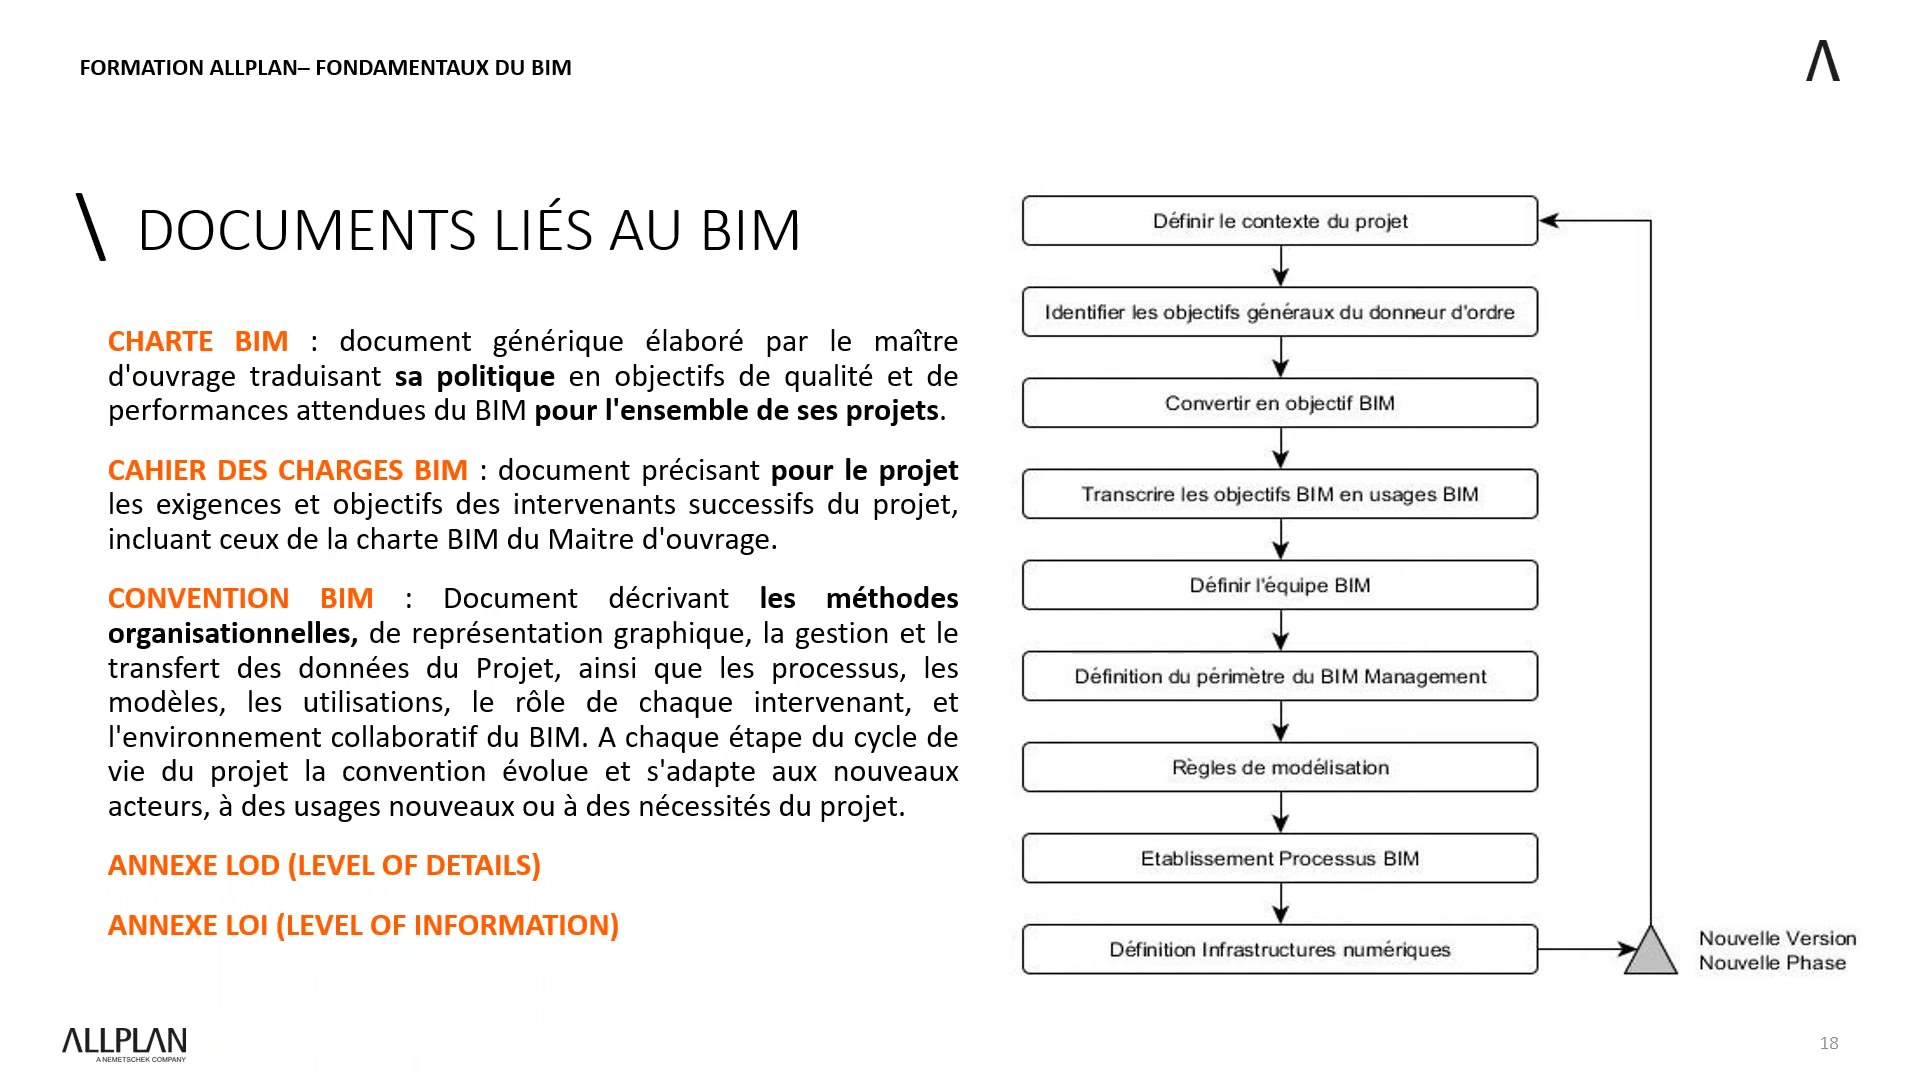 FORMATION ALLPLAN– FONDAMENTAUX DU BIM
\ DOCUMENTS LIÉS AU BIM
CHARTE BIM : document générique élaboré par le maître
d'ouvrage traduisant sa politique en objectifs de qualité et de
performances attendues du BIM pour l'ensemble de ses projets.
CAHIER DES CHARGES BIM : document précisant pour le projet
les exigences et objectifs des intervenants successifs du projet,
incluant ceux de la charte BIM du Maitre d'ouvrage.
CONVENTION BIM : Document décrivant les méthodes
organisationnelles, de représentation graphique, la gestion et le
transfert des données du Projet, ainsi que les processus, les
modèles, les utilisations, le rôle de chaque intervenant, et
l'environnement collaboratif du BIM. A chaque étape du cycle de
vie du projet la convention évolue et s'adapte aux nouveaux
acteurs, à des usages nouveaux ou à des nécessités du projet.
ANNEXE LOD (LEVEL OF DETAILS)
ANNEXE LOI (LEVEL OF INFORMATION)
Définir le contexte du projet
Identifier les objectifs généraux du donneur d'ordre
Convertir en objectif BIM
Transcrire les objectifs BIM en usages BIM
Définir l'équipe BIM
Définition du périmètre du BIM Management
Règles de modélisation
Etablissement Processus BIM
Définition Infrastructures numériques
Nouvelle Version
Nouvelle Phase
ALLPLAN
A NEMETSCHEK COMPANY
18